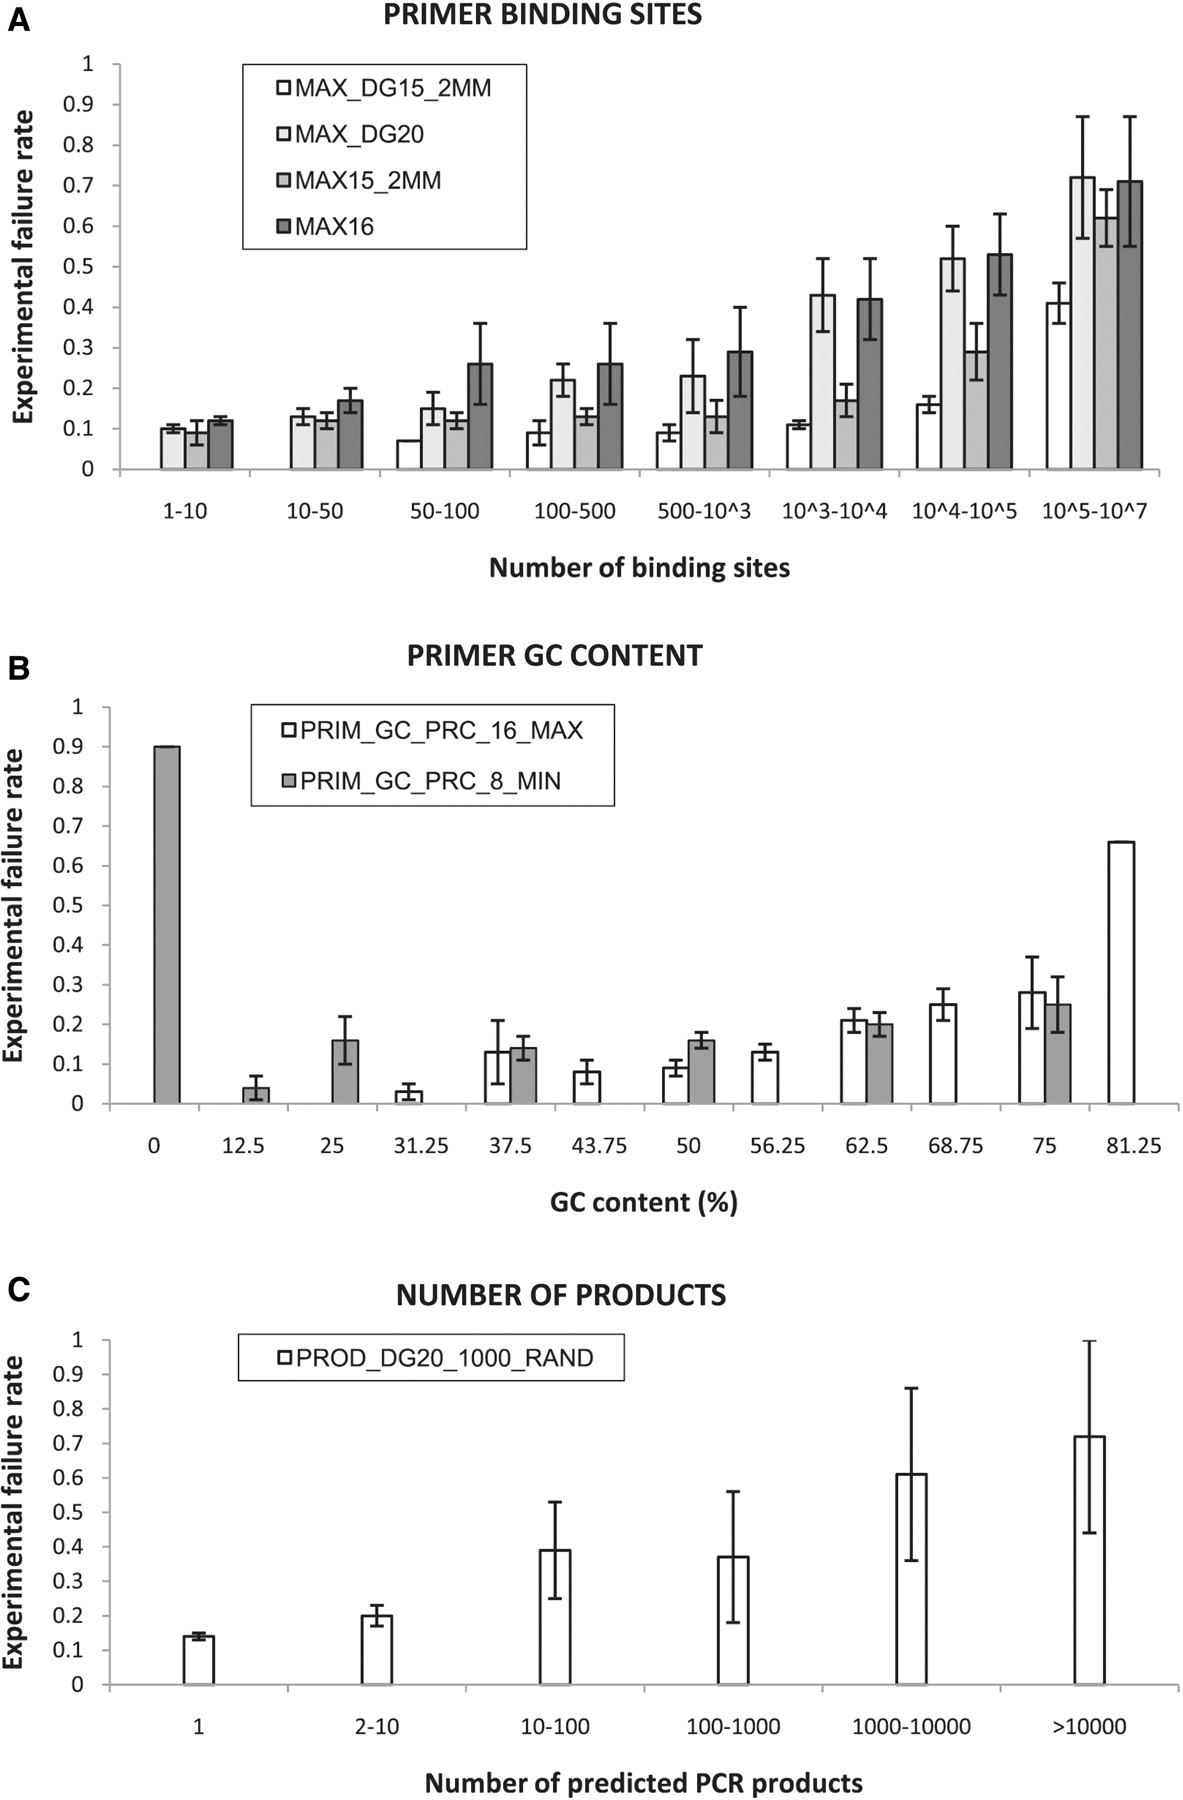 A
PRIMER BINDING SITES
Experimental failure rate
1
0.9
0.8
0.7
0.6
0.5
0.4
0.3
0.2
0.1
0
MAX_DG15_2MM
MAX_DG20
MAX15_2MM
MAX16
1-10 10-50 50-100 100-500 500-10^3 10^3-10^4 10^4-10^5 10^5-10^7
Number of binding sites
B
PRIMER GC CONTENT
Experimental failure rate
1
0.9
0.8
0.7
0.6
0.5
0.4
0.3
0.2
0.1
0
PRIM_GC_PRC_16_MAX
PRIM_GC_PRC_8_MIN
0 12.5 25 31.25 37.5 43.75 50 56.25 62.5 68.75 75 81.25
GC content (%)
C
NUMBER OF PRODUCTS
Experimental failure rate
1
0.9
0.8
0.7
0.6
0.5
0.4
0.3
0.2
0.1
0
PROD_DG20_1000_RAND
1 2-10 10-100 100-1000 1000-10000 >10000
Number of predicted PCR products